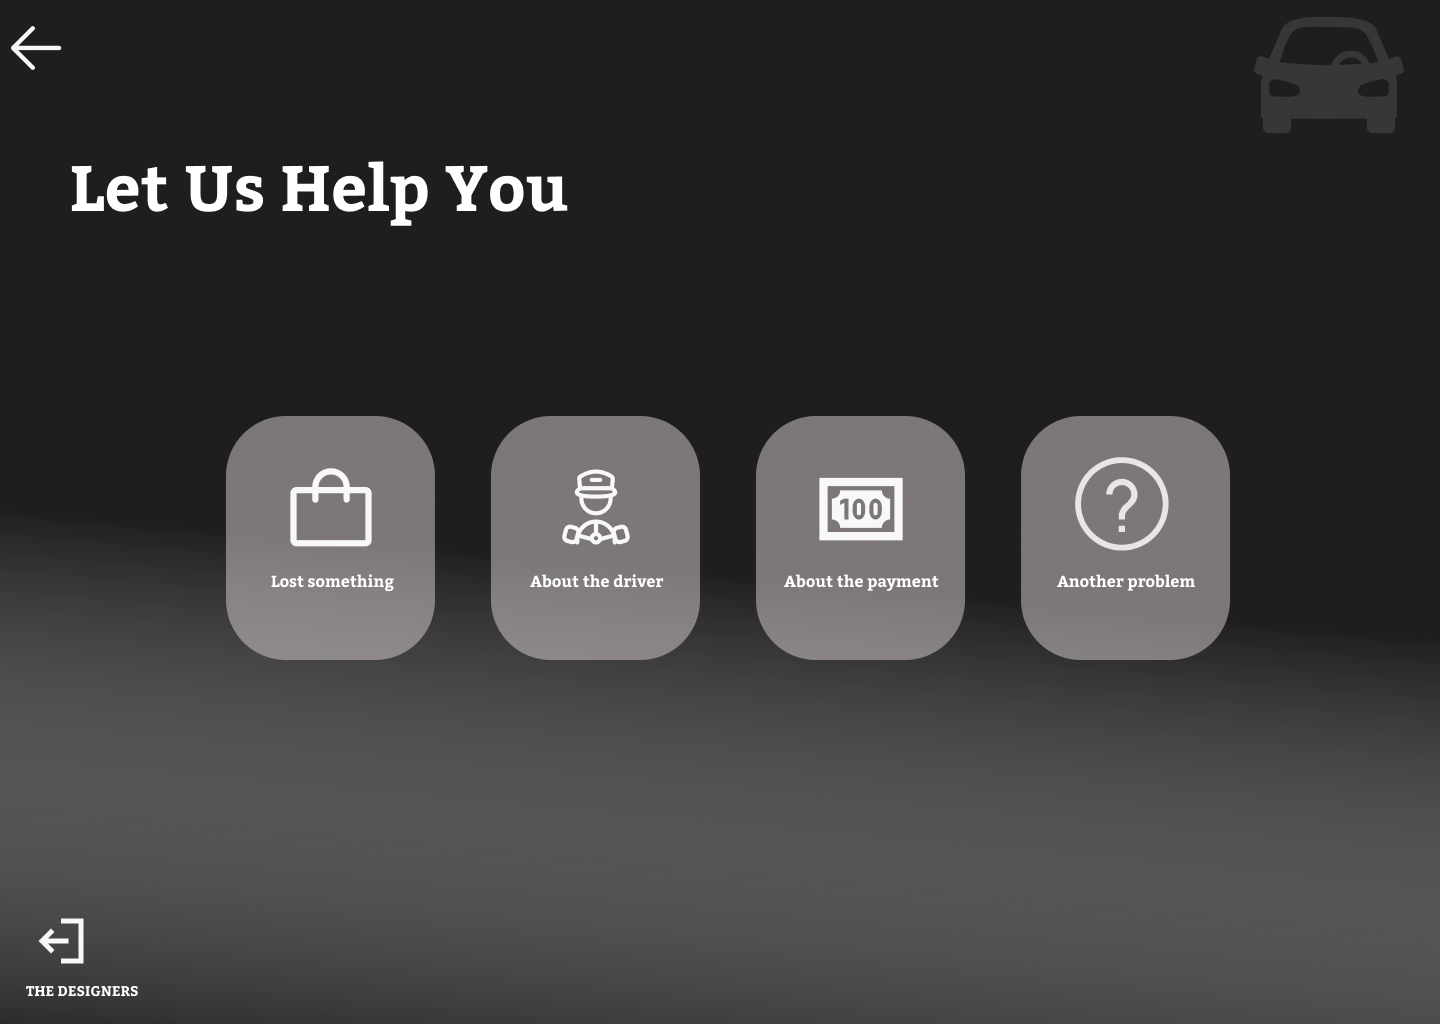 Let Us Help You
100
Lost something
About the driver
About the payment
Another problem
THE DESIGNERS